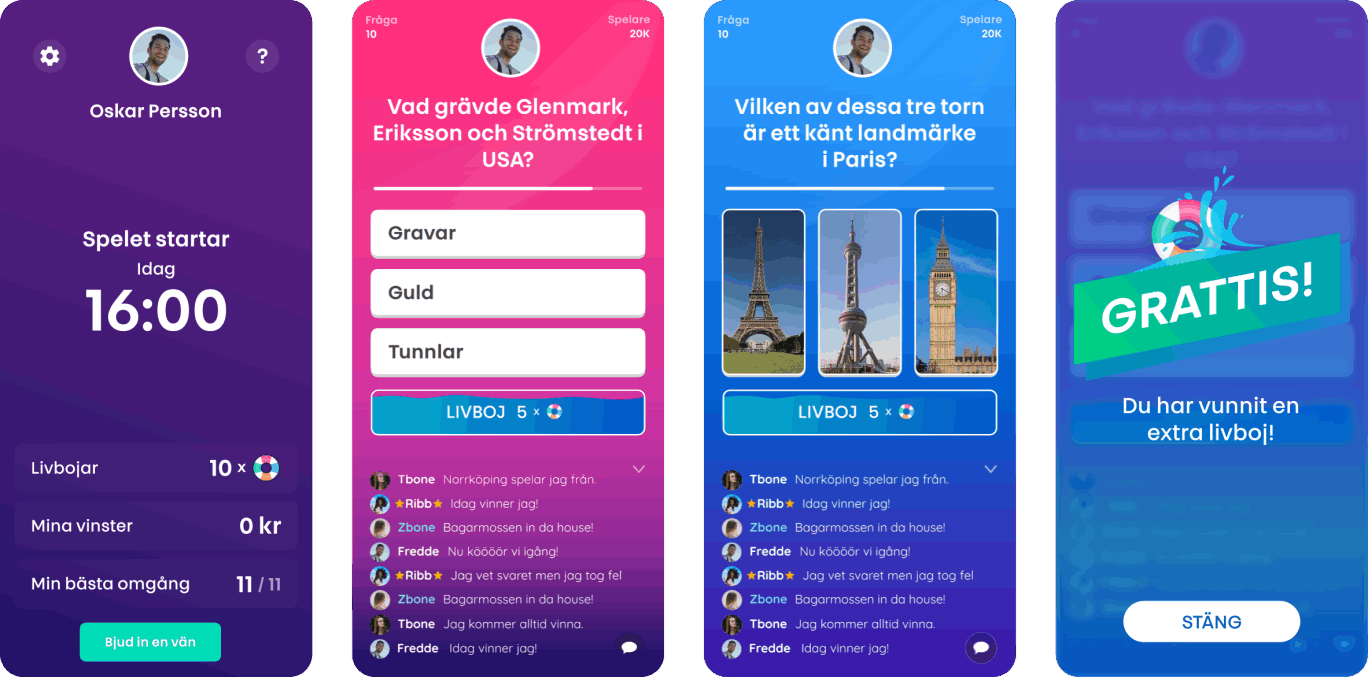 ?
Oskar Persson
Spelet startar
Idag
16:00
Livbojar 10 x
Mina vinster 0 kr
Min bästa omgång 11 / 11
Bjud in en vän
Fråga Spelare
10 20K
Vad grävde Glenmark,
Eriksson och Strömstedt i
USA?
Gravar
Guld
Tunnlar
LIVBOJ 5 x
Tbone Norrköping spelar jag från.
Ribb Idag vinner jag!
Zbone Bagarmossen in da house!
Fredde Nu köööör vi igång!
Ribb Jag vet svaret men jag tog fel
Zbone Bagarmossen in da house!
Tbone Jag kommer alltid vinna.
Fredde Idag vinner jag!
Fråga Spelare
10 20K
Vilken av dessa tre torn
är ett känt landmärke
i Paris?
LIVBOJ 5 x
Tbone Norrköping spelar jag från.
Ribb Idag vinner jag!
Zbone Bagarmossen in da house!
Fredde Nu köööör vi igång!
Ribb Jag vet svaret men jag tog fel
Zbone Bagarmossen in da house!
Tbone Jag kommer alltid vinna.
Fredde Idag vinner jag!
GRATTIS!
Du har vunnit en
extra livboj!
STÄNG